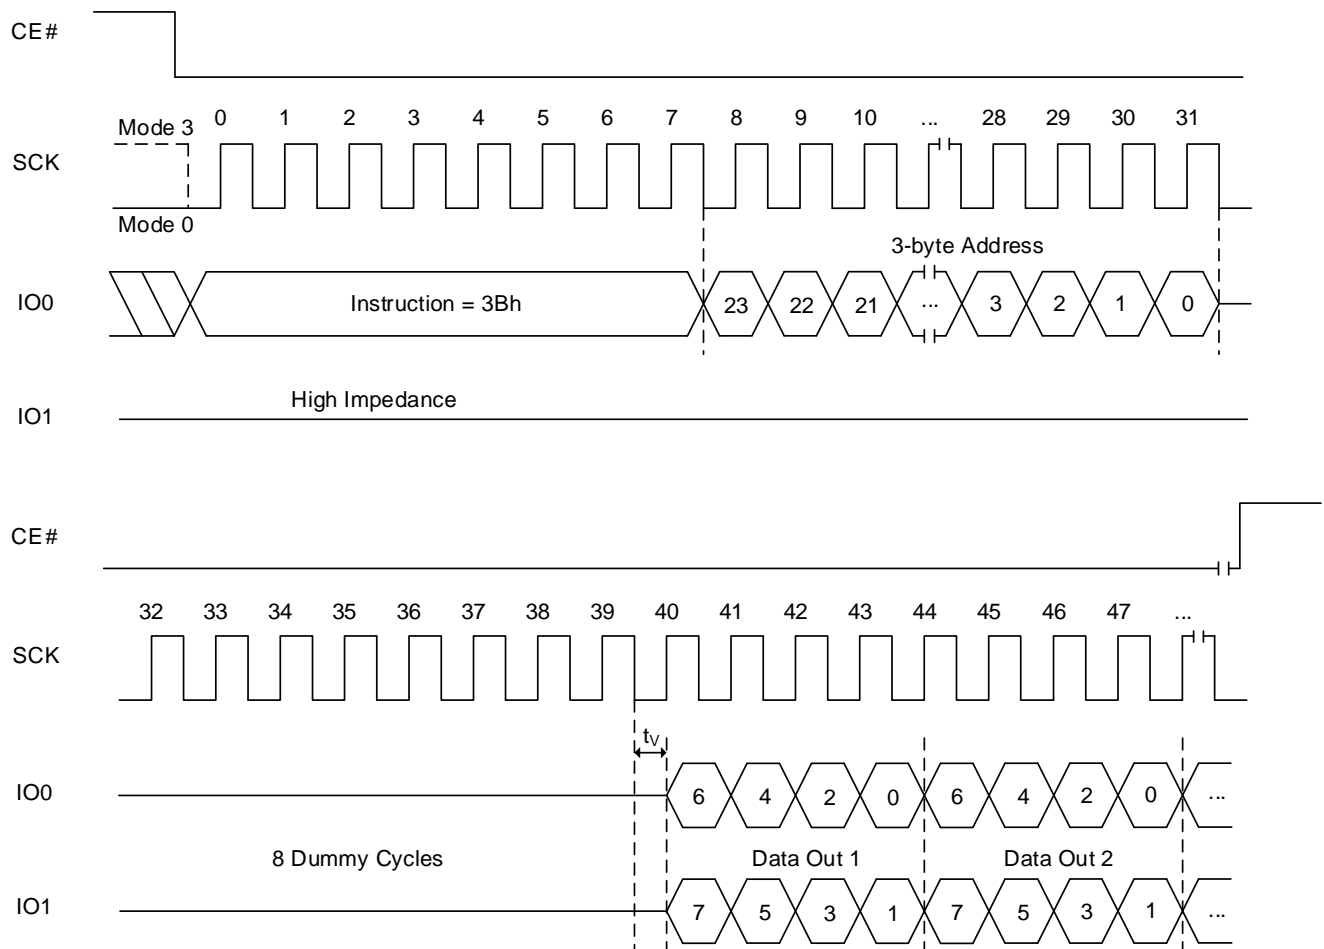 CE#
Mode 3 0 1 2 3 4 5 6 7 8 9 10 ... 28 29 30 31
SCK
Mode 0
3-byte Address
IO0 Instruction = 3Bh 23 22 21 ... 3 2 1 0
High Impedance
IO1
CE#
32 33 34 35 36 37 38 39 40 41 42 43 44 45 46 47 ...
SCK
tV
IO0 6 4 2 0 6 4 2 0 ...
8 Dummy Cycles Data Out 1 Data Out 2
IO1 7 5 3 1 7 5 3 1 ...